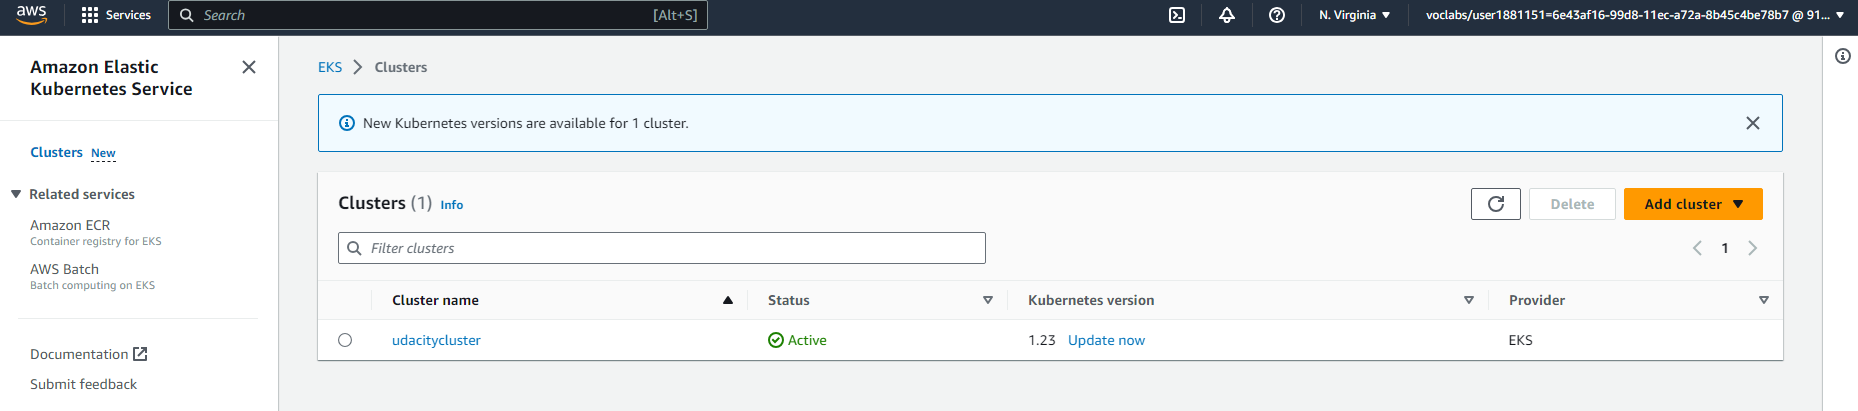 aws
Services
Search [Alt+S]
N. Virginia
voclabs/user1881151=6e43af16-99d8-11ec-a72a-8b45c4be78b7 @ 91...
Amazon Elastic
Kubernetes Service
Clusters New
Related services
Amazon ECR
Container registry for EKS
AWS Batch
Batch computing on EKS
Documentation
Submit feedback
EKS Clusters
New Kubernetes versions are available for 1 cluster.
Clusters (1) Info
Delete
Add cluster
Filter clusters
1
Cluster name Status Kubernetes version Provider
udacitycluster Active 1.23 Update now EKS